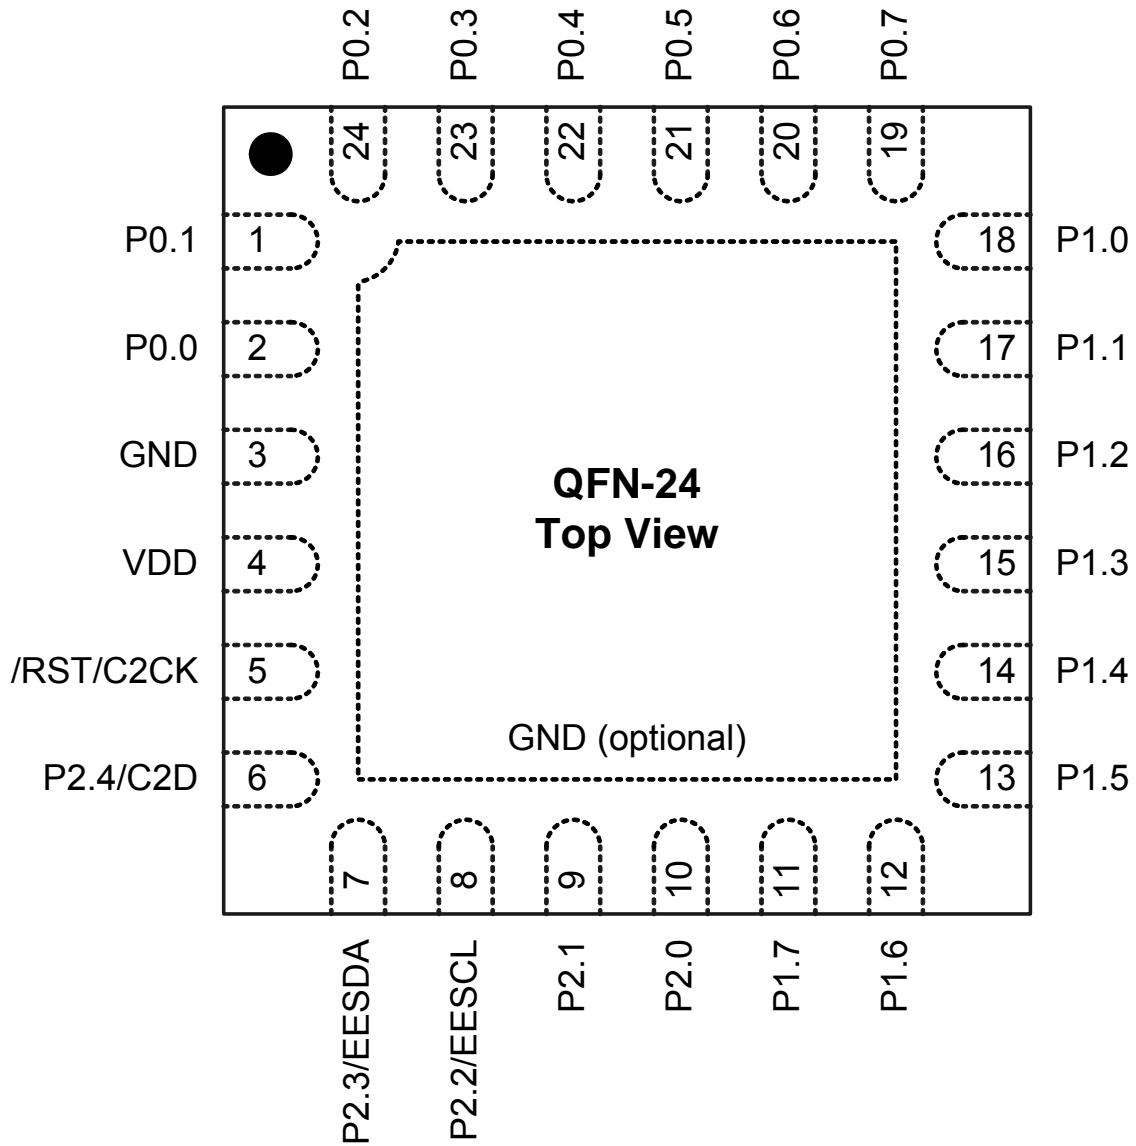 P0.2 P0.3 P0.4 P0.5 P0.6 P0.7
24 23 22 21 20 19
P0.1 1 18 P1.0
P0.0 2 17 P1.1
GND 3 16 P1.2
QFN-24
Top View
VDD 4 15 P1.3
/RST/C2CK 5 14 P1.4
GND (optional)
P2.4/C2D 6 13 P1.5
7 8 9 10 11 12
P2.3/EESDA P2.2/EESCL P2.1 P2.0 P1.7 P1.6